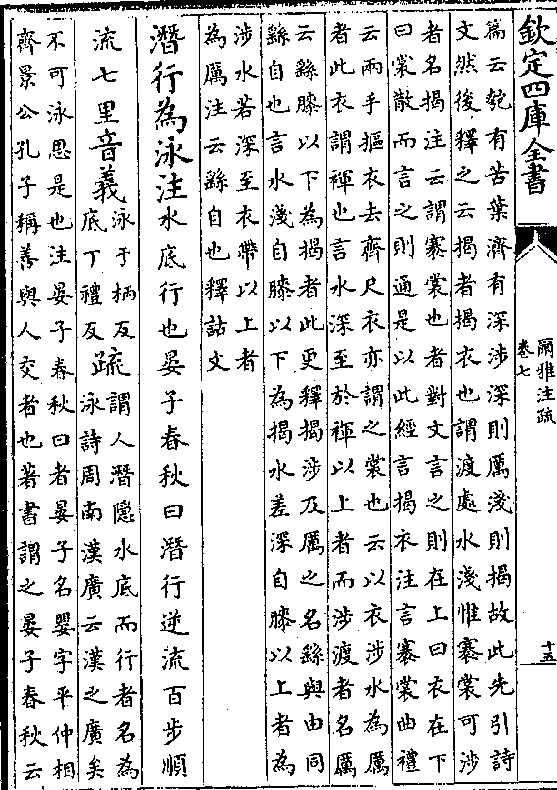 欽定四庫全書
爾雅注疏
卷七
十五
篇云匏有苦葉濟有深涉深則厲淺則揭故此先引詩
文然後釋之云揭者揭衣也謂渡處水淺惟褰裳可涉
者名揭注云謂褰裳也者對文言之則在上曰衣在下
曰裳散而言之則通是以此經言揭衣注言褰裳曲禮
云兩手摳衣去齊尺衣亦謂之裳也云以衣涉水為厲
者此衣謂褌也言水深至於褌以上者而涉渡者名厲
云繇膝以下為揭者此更釋揭涉及厲之名繇與由同
繇自也言水淺自膝以下為揭水差深自膝以上者為
涉水若深至衣帶以上者
為厲注云繇自也釋詁文
潛行為泳注水底行也晏子春秋曰潛行逆流百步順
流七里音義泳于柄反
底丁禮反疏謂人潛隱水底而行者名為
泳詩周南漢廣云漢之廣矣
不可泳思是也注晏子春秋曰者晏子名嬰字平仲相
齊景公孔子稱善與人交者也著書謂之晏子春秋云